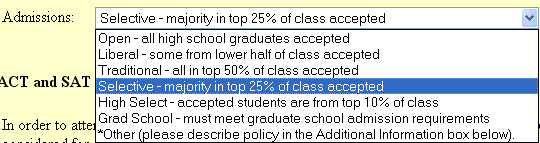 Admissions: Selective - majority in top 25% of class accepted
Open - all high school graduates accepted
Liberal - some from lower half of class accepted
Traditional - all in top 50% of class accepted
Selective - majority in top 25% of class accepted
ACT and SAT
High Select - accepted students are from top 10% of class
Grad School - must meet graduate school admission requirements
In order to atte
*Other (please describe policy in the Additional Information box below).